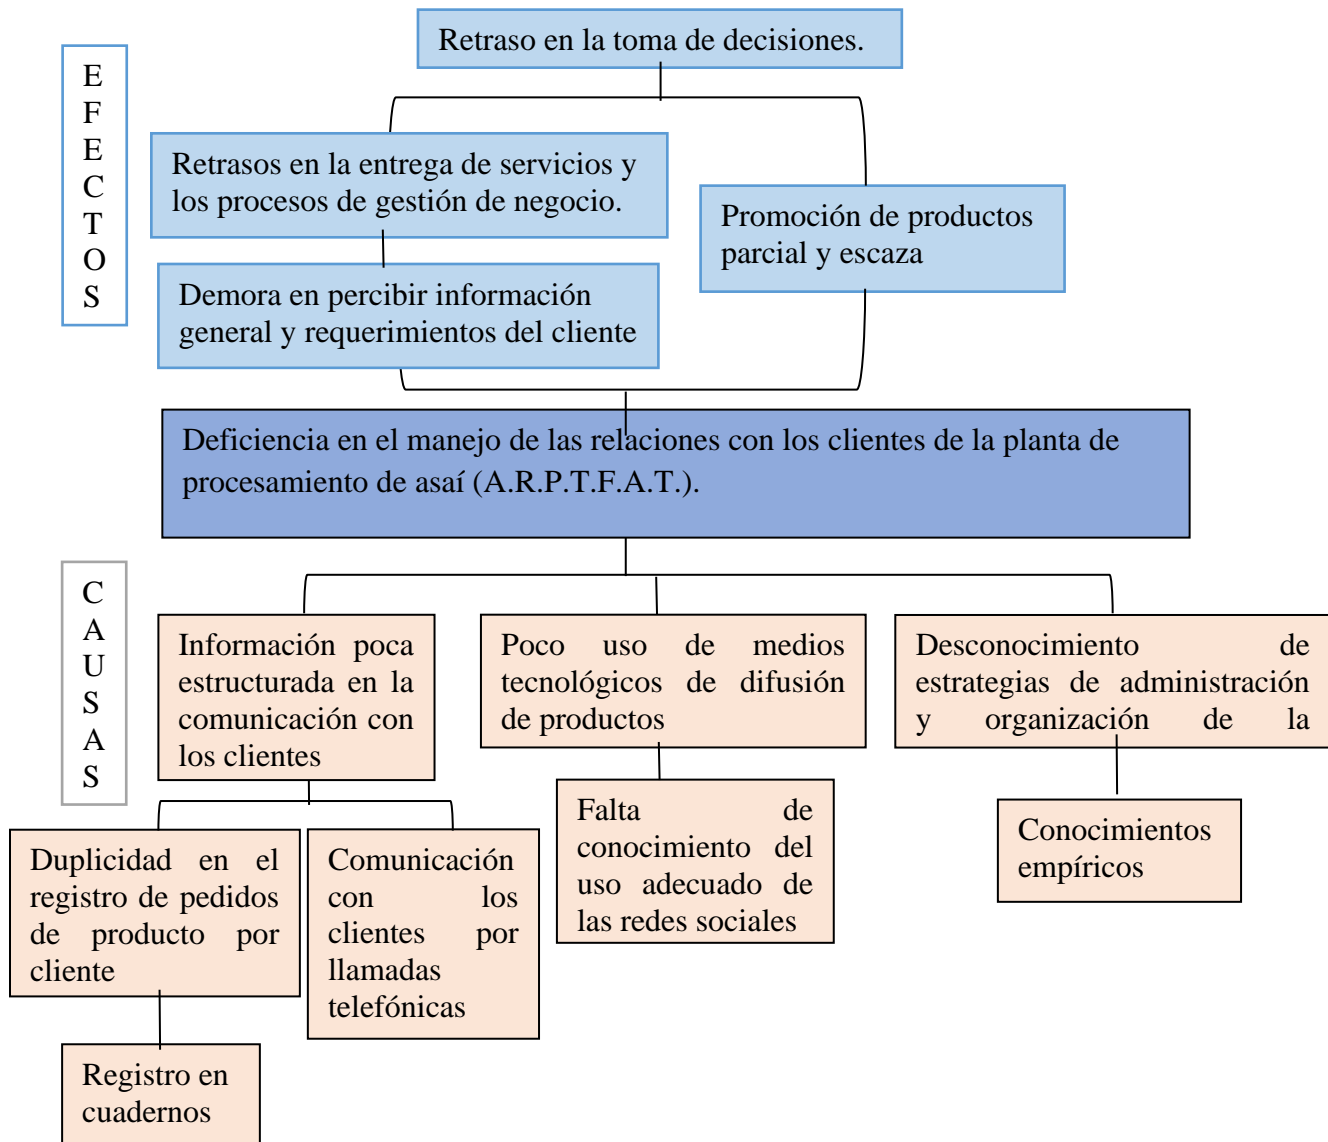 Retraso en la toma de decisiones.
E
F
E
C
T
O
S
Retrasos en la entrega de servicios y
los procesos de gestión de negocio.
Promoción de productos
parcial y escaza
Demora en percibir información
general y requerimientos del cliente
Deficiencia en el manejo de las relaciones con los clientes de la planta de
procesamiento de asaí (A.R.P.T.F.A.T.).
C
A
U
S
A
S
Información poca
estructurada en la
comunicación con
los clientes
Poco uso de medios
tecnológicos de difusión
de productos
Desconocimiento de
estrategias de administración
y organización de la
Duplicidad en el
registro de pedidos
de producto por
cliente
Comunicación
con los
clientes por
llamadas
telefónicas
Falta de
conocimiento del
uso adecuado de
las redes sociales
Conocimientos
empíricos
Registro en
cuadernos